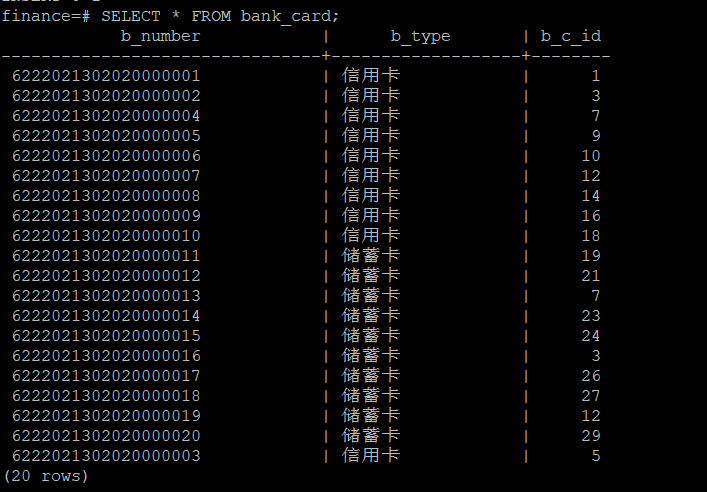 finance=# SELECT * FROM bank_card;
b_number | b_type | b_c_id
-------------------------------+-------------------+--------
6222021302020000001 | 信用卡 | 1
6222021302020000002 | 信用卡 | 3
6222021302020000004 | 信用卡 | 7
6222021302020000005 | 信用卡 | 9
6222021302020000006 | 信用卡 | 10
6222021302020000007 | 信用卡 | 12
6222021302020000008 | 信用卡 | 14
6222021302020000009 | 信用卡 | 16
6222021302020000010 | 信用卡 | 18
6222021302020000011 | 储蓄卡 | 19
6222021302020000012 | 储蓄卡 | 21
6222021302020000013 | 储蓄卡 | 7
6222021302020000014 | 储蓄卡 | 23
6222021302020000015 | 储蓄卡 | 24
6222021302020000016 | 储蓄卡 | 3
6222021302020000017 | 储蓄卡 | 26
6222021302020000018 | 储蓄卡 | 27
6222021302020000019 | 储蓄卡 | 12
6222021302020000020 | 储蓄卡 | 29
6222021302020000003 | 信用卡 | 5
(20 rows)